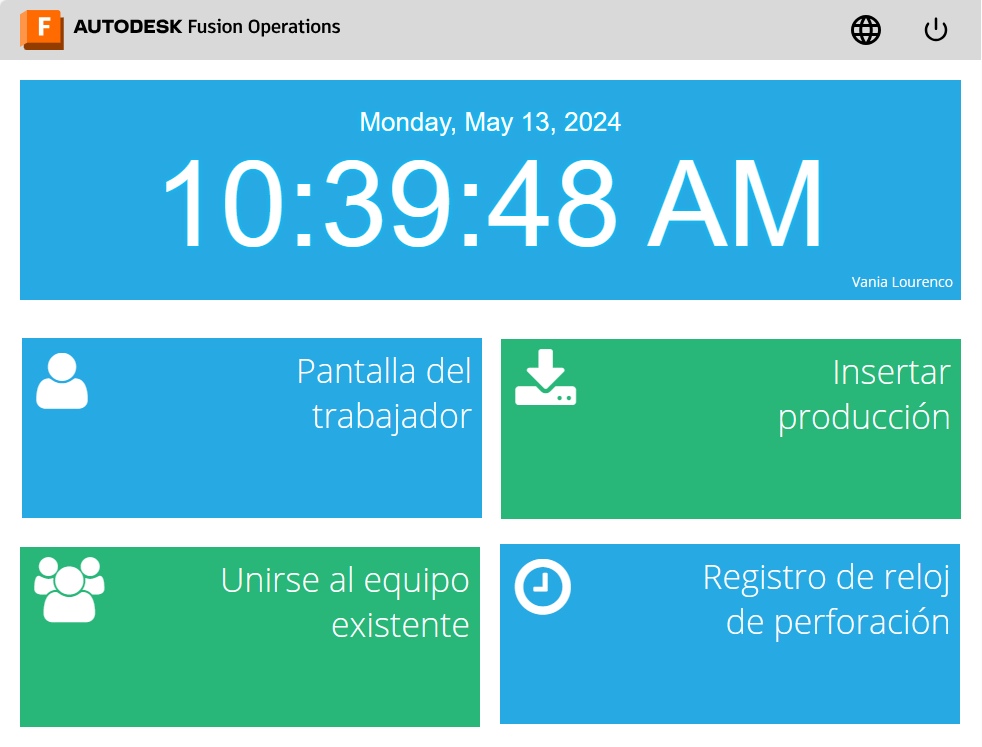 F AUTODESK Fusion Operations
Monday, May 13, 2024
10:39:48 AM
Vania Lourenco
Pantalla del
trabajador
Insertar
producción
Unirse al equipo
existente
Registro de reloj
de perforación